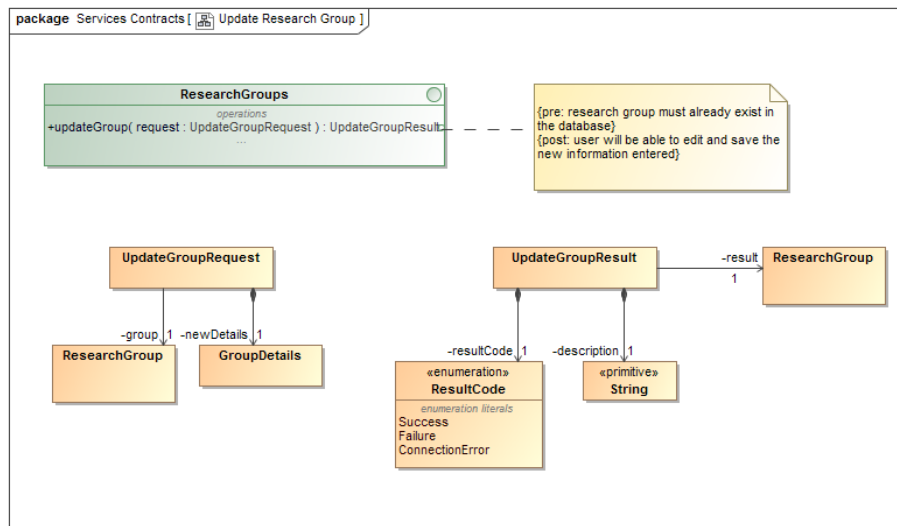 package Services Contracts [ Update Research Group ]
ResearchGroups
operations
+updateGroup( request : UpdateGroupRequest ) : UpdateGroupResult
...
{pre: research group must already exist in
the database}
{post: user will be able to edit and save the
new information entered}
UpdateGroupRequest
-group 1
-newDetails 1
ResearchGroup
GroupDetails
UpdateGroupResult
-result
1
ResearchGroup
-resultCode 1
-description 1
«enumeration»
ResultCode
enumeration literals
Success
Failure
ConnectionError
«primitive»
String